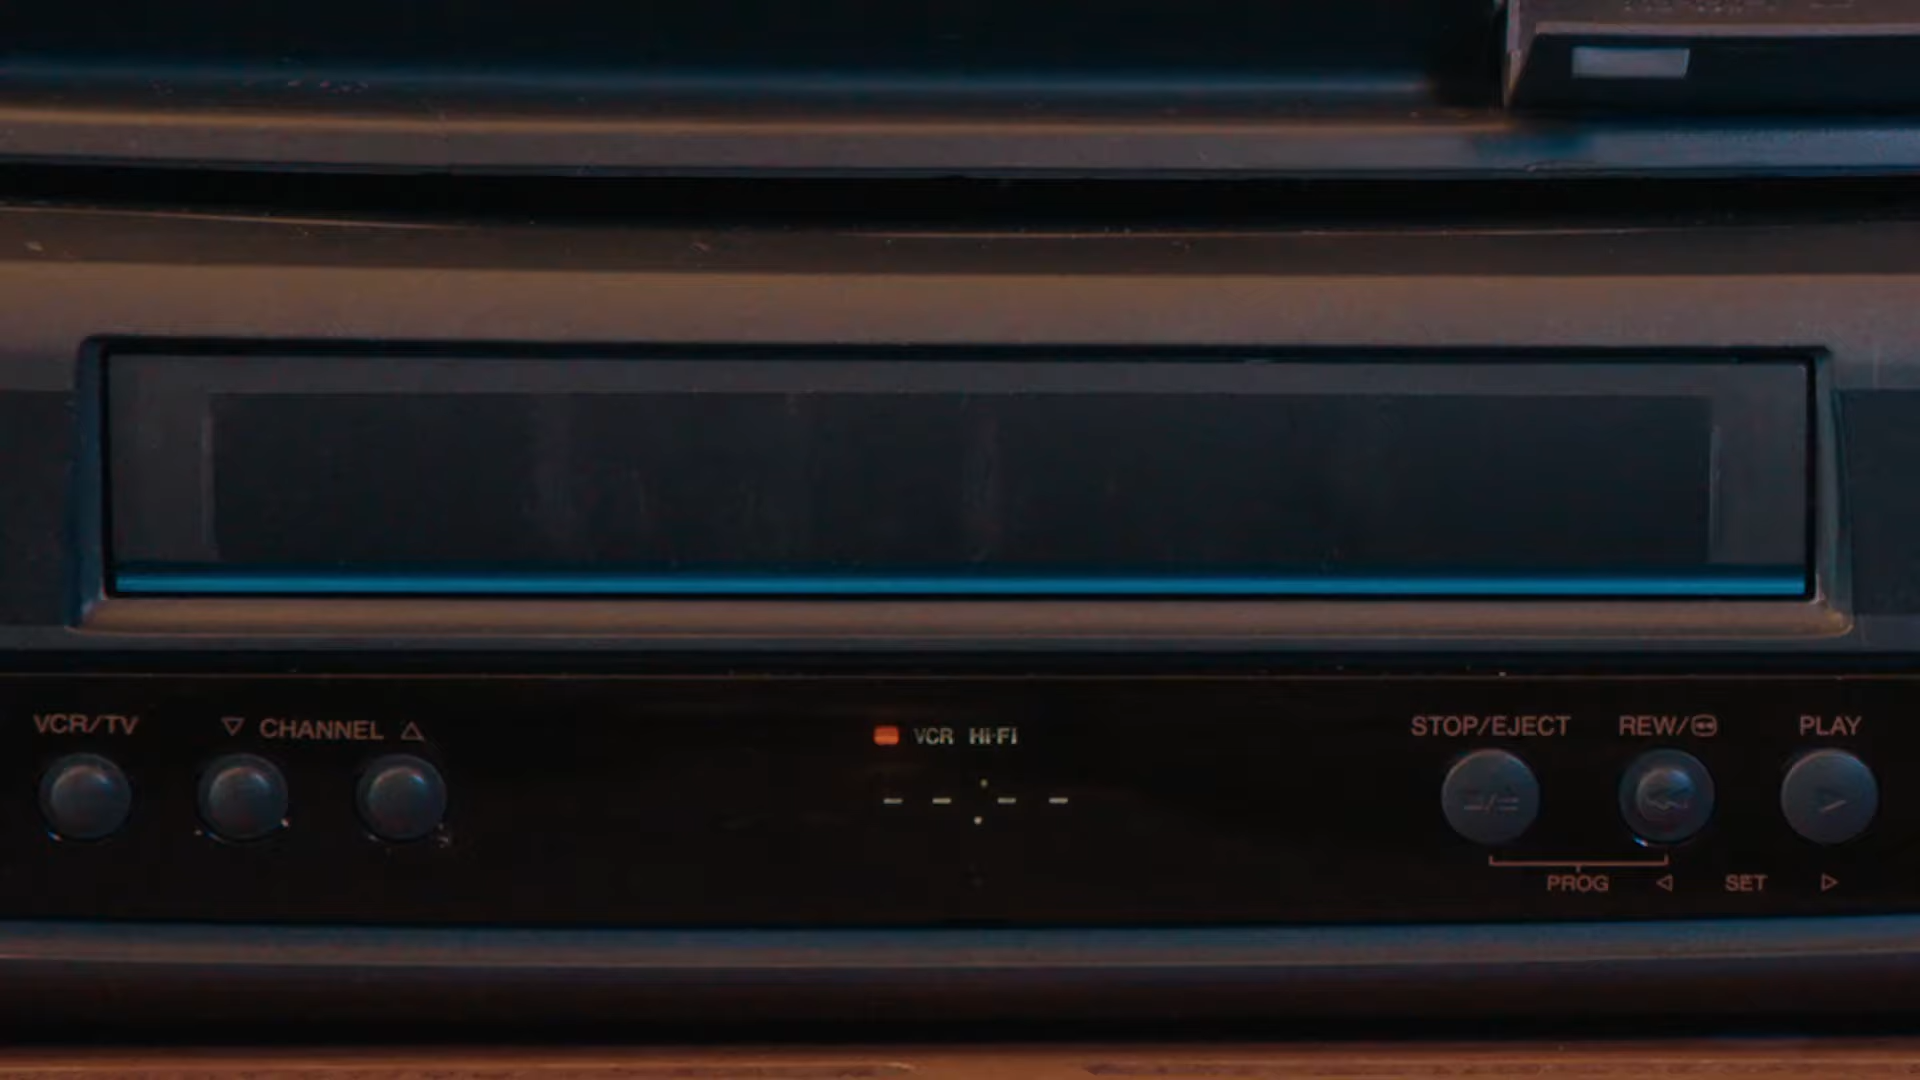 VCR/TV
▽ CHANNEL △
VCR HI-FI
--:--
STOP/EJECT
REW/
PLAY
PROG
◁ SET ▷